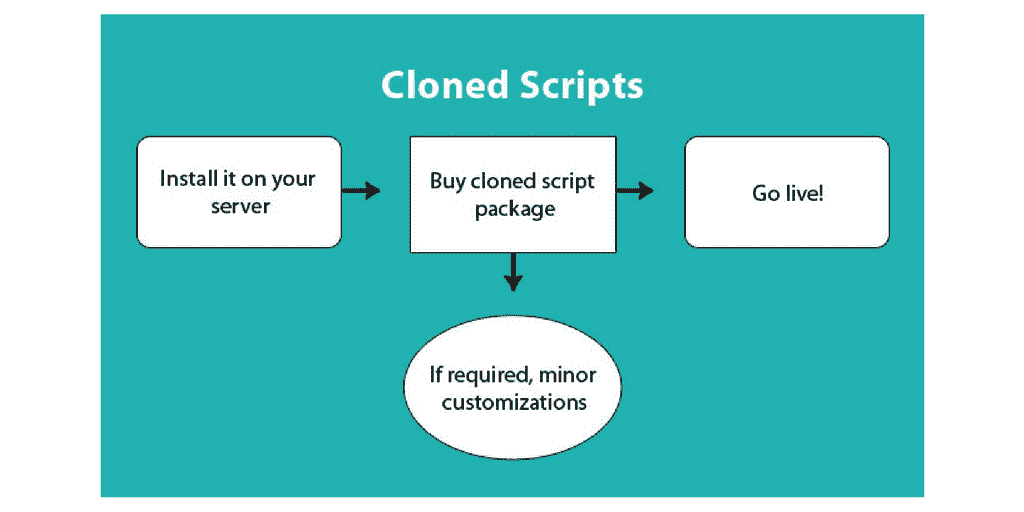 Cloned Scripts
Install it on your
server
Buy cloned script
package
Go live!
If required, minor
customizations